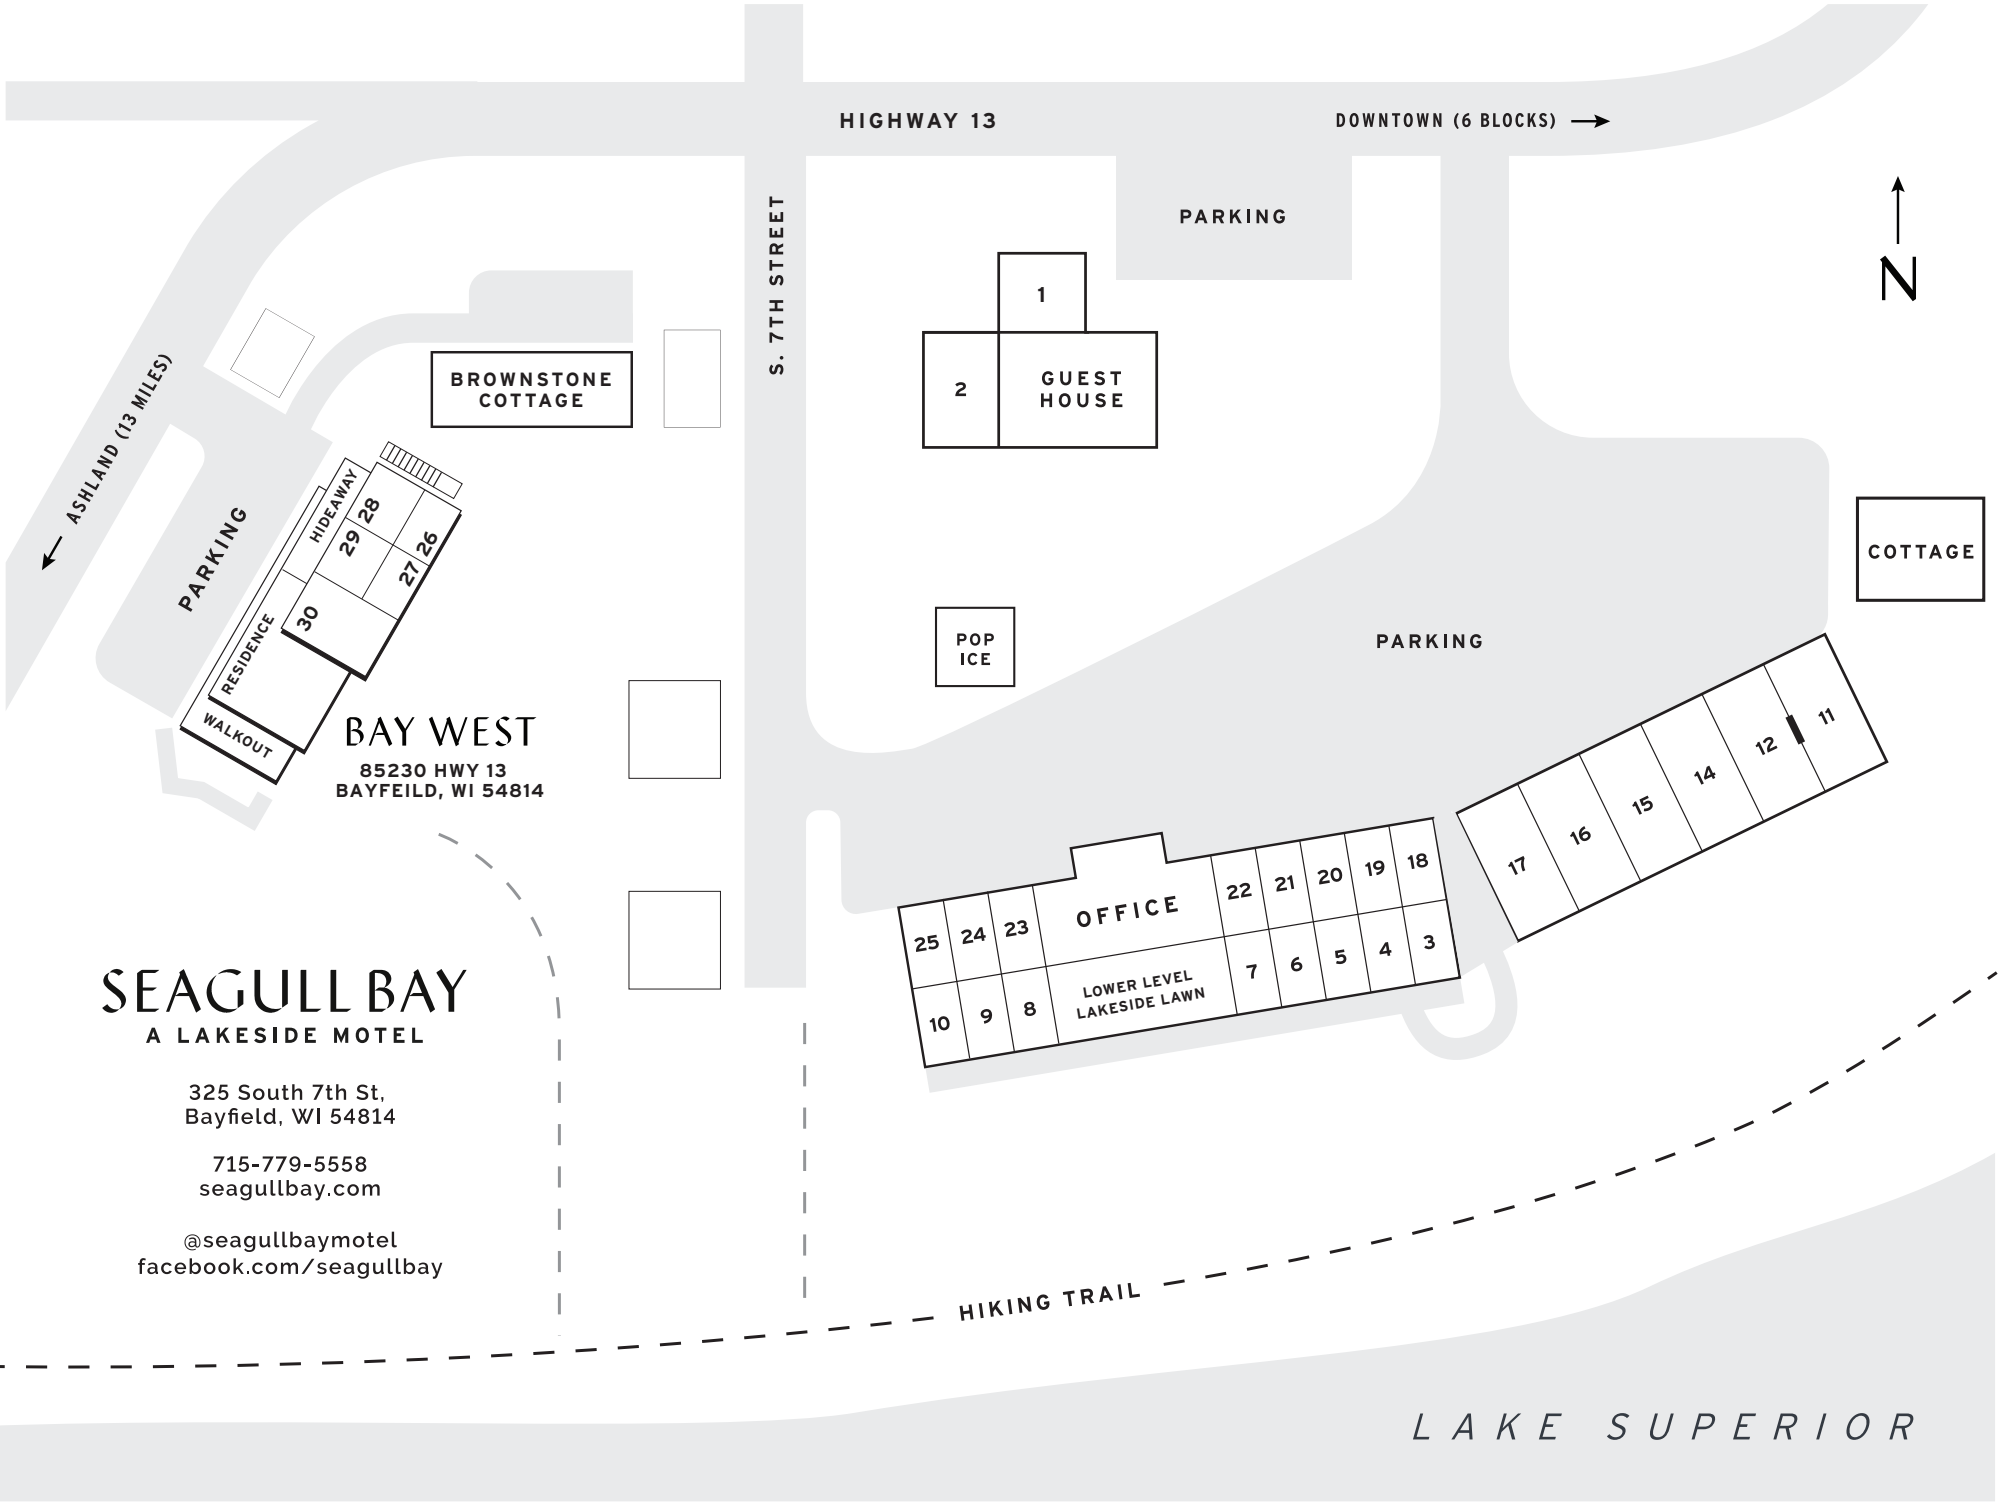 HIGHWAY 13
DOWNTOWN (6 BLOCKS)
S. 7TH STREET
PARKING
N
1
2
GUEST
HOUSE
BROWNSTONE
COTTAGE
ASHLAND (13 MILES)
PARKING
HIDEAWAY
28
29
26
27
30
RESIDENCE
WALKOUT
BAY WEST
85230 HWY 13
BAYFEILD, WI 54814
POP
ICE
PARKING
COTTAGE
11
12
14
15
16
17
18
19
20
21
22
OFFICE
23
24
25
3
4
5
6
7
LOWER LEVEL
LAKESIDE LAWN
8
9
10
SEAGULL BAY
A LAKESIDE MOTEL
325 South 7th St,
Bayfield, WI 54814
715-779-5558
seagullbay.com
@seagullbaymotel
facebook.com/seagullbay
HIKING TRAIL
LAKE SUPERIOR